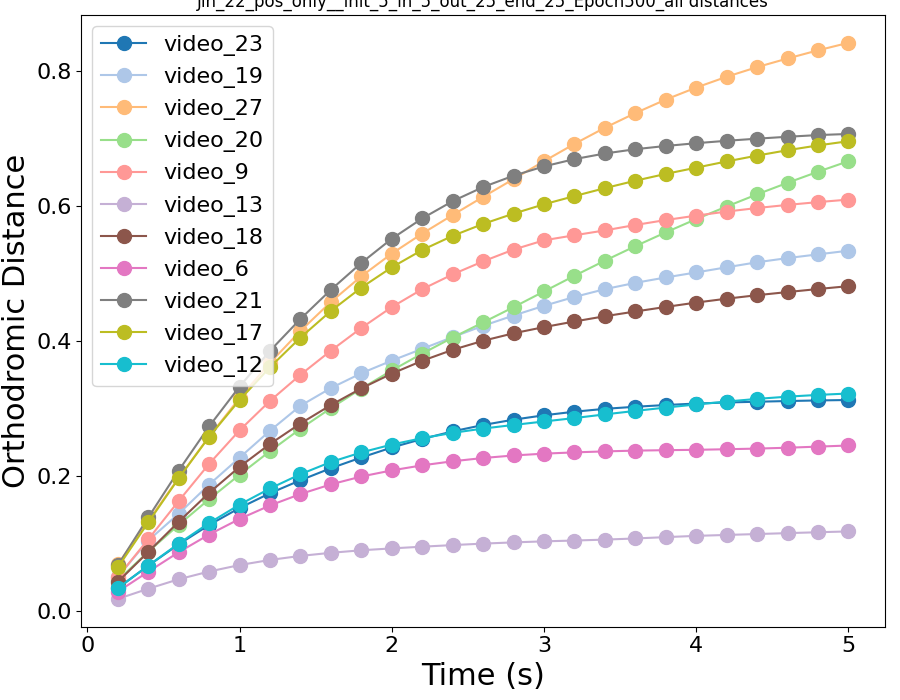 jin_22_pos_only__init_5_in_5_out_25_end_25_Epoch500_all distances
video_23
video_19
video_27
video_20
video_9
video_13
video_18
video_6
video_21
video_17
video_12
Orthodromic Distance
0.8
0.6
0.4
0.2
0.0
0
1
2
3
4
5
Time (s)